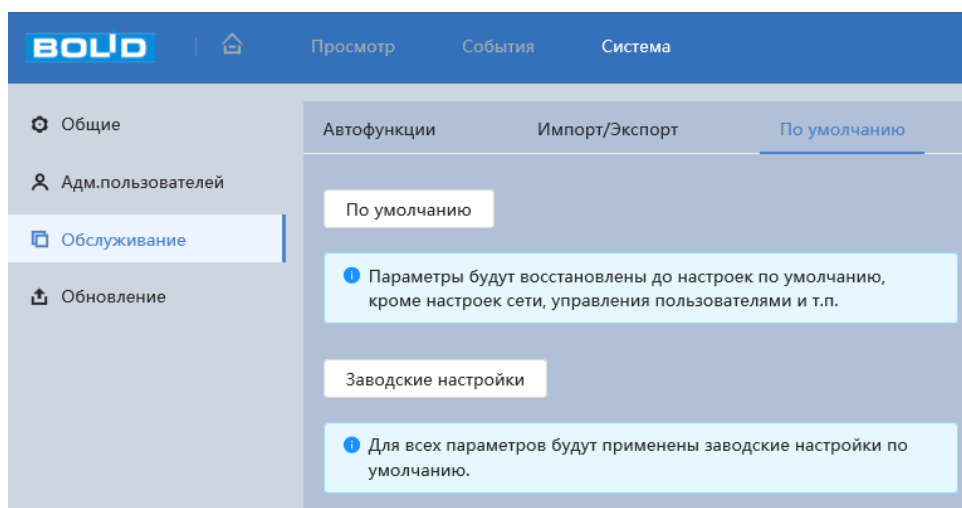 BOLID
Просмотр
События
Система
Общие
Адм.пользователей
Обслуживание
Обновление
Автофункции
Импорт/Экспорт
По умолчанию
По умолчанию
Параметры будут восстановлены до настроек по умолчанию,
кроме настроек сети, управления пользователями и т.п.
Заводские настройки
Для всех параметров будут применены заводские настройки по
умолчанию.